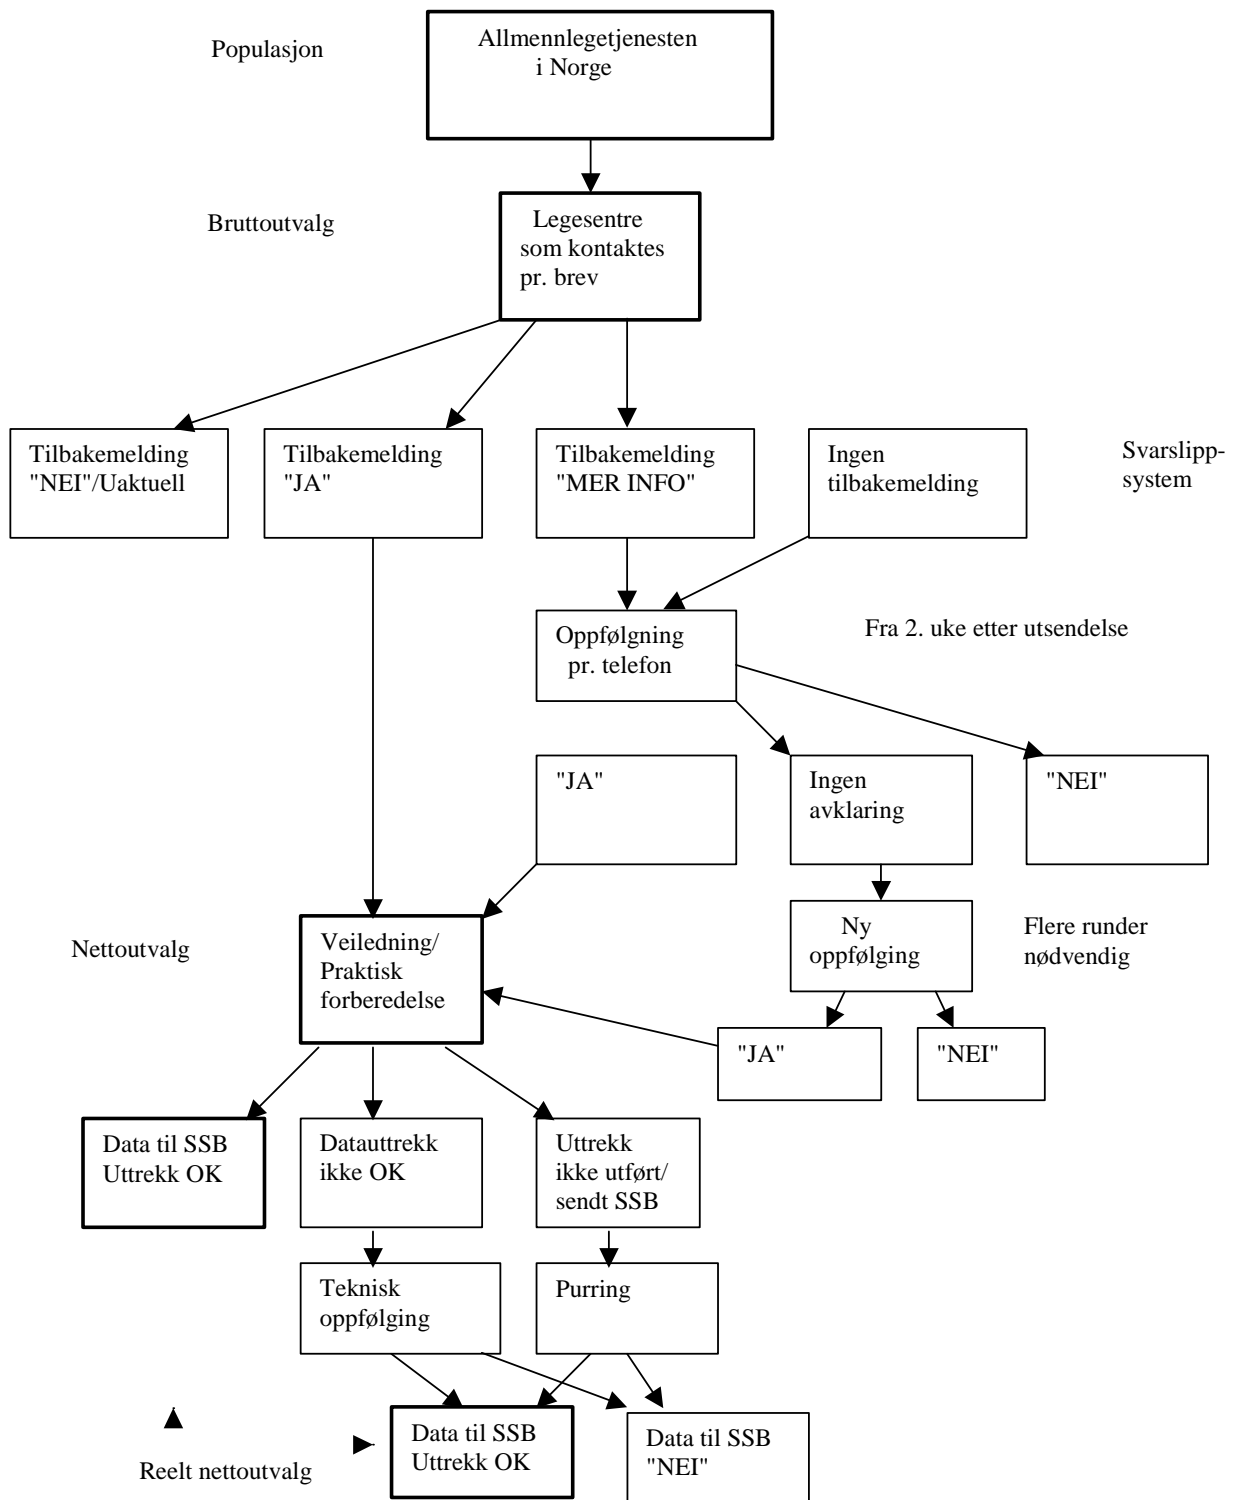 Populasjon
Allmennlegetjenesten
i Norge
Bruttoutvalg
Legesentre
som kontaktes
pr. brev
Tilbakemelding
"NEI"/Uaktuell
Tilbakemelding
"JA"
Tilbakemelding
"MER INFO"
Ingen
tilbakemelding
Svarslipp-
system
Oppfølgning
pr. telefon
Fra 2. uke etter utsendelse
"JA"
Ingen
avklaring
"NEI"
Nettoutvalg
Veiledning/
Praktisk
forberedelse
Ny
oppfølging
Flere runder
nødvendig
"JA"
"NEI"
Data til SSB
Uttrekk OK
Datauttrekk
ikke OK
Uttrekk
ikke utført/
sendt SSB
Teknisk
oppfølging
Purring
Reelt nettoutvalg
Data til SSB
Uttrekk OK
Data til SSB
"NEI"